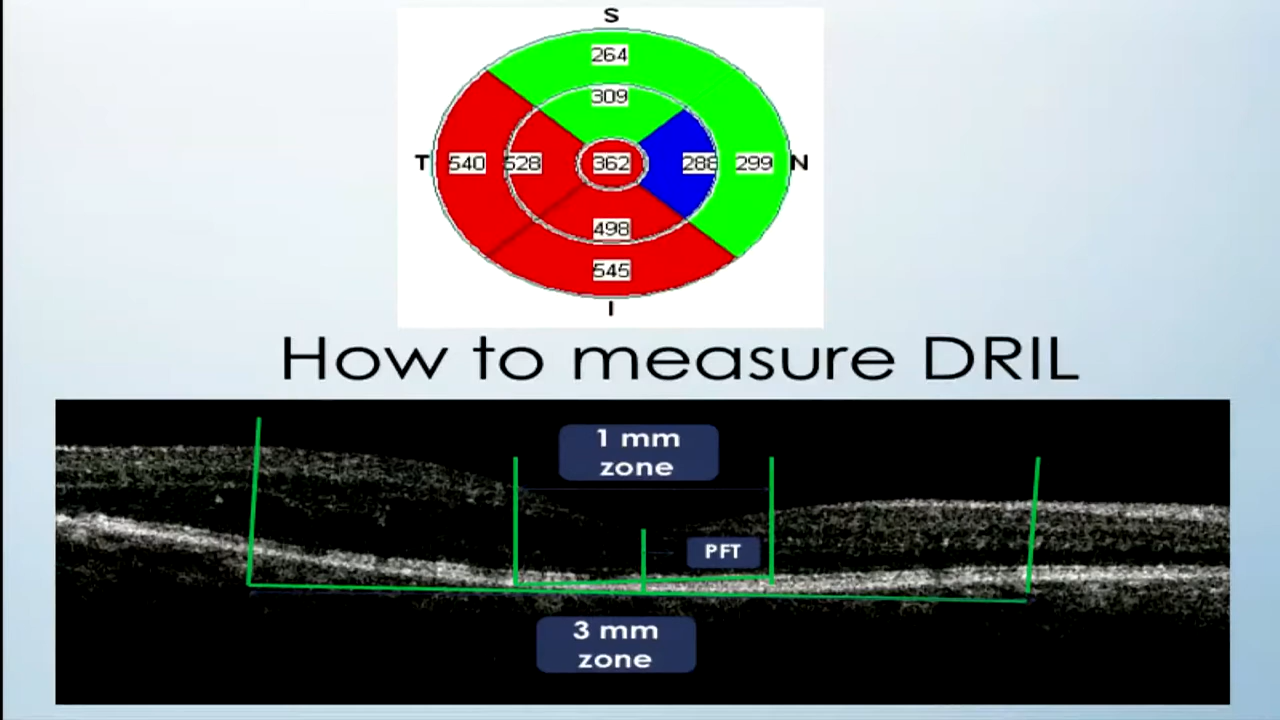 S
264
309
T 540 528 362 288 299 N
498
545
I
How to measure DRIL
1 mm
zone
PFT
3 mm
zone